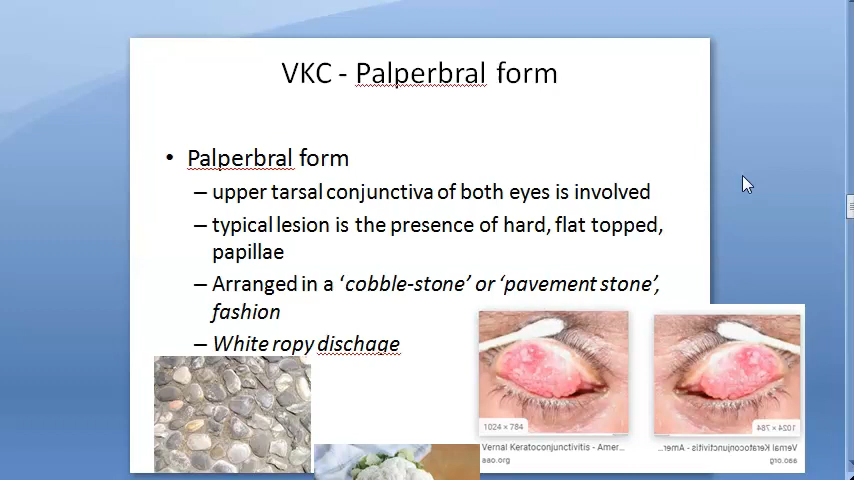 VKC - Palperbral form
• Palperbral form
– upper tarsal conjunctiva of both eyes is involved
– typical lesion is the presence of hard, flat topped,
papillae
– Arranged in a ‘cobble-stone’ or ‘pavement stone’,
fashion
– White ropy dischage
1024 × 784
1024 × 784
Vernal Keratoconjunctivitis - Amer...
aao.org
Vernal Keratoconjunctivitis - Amer...
aao.org